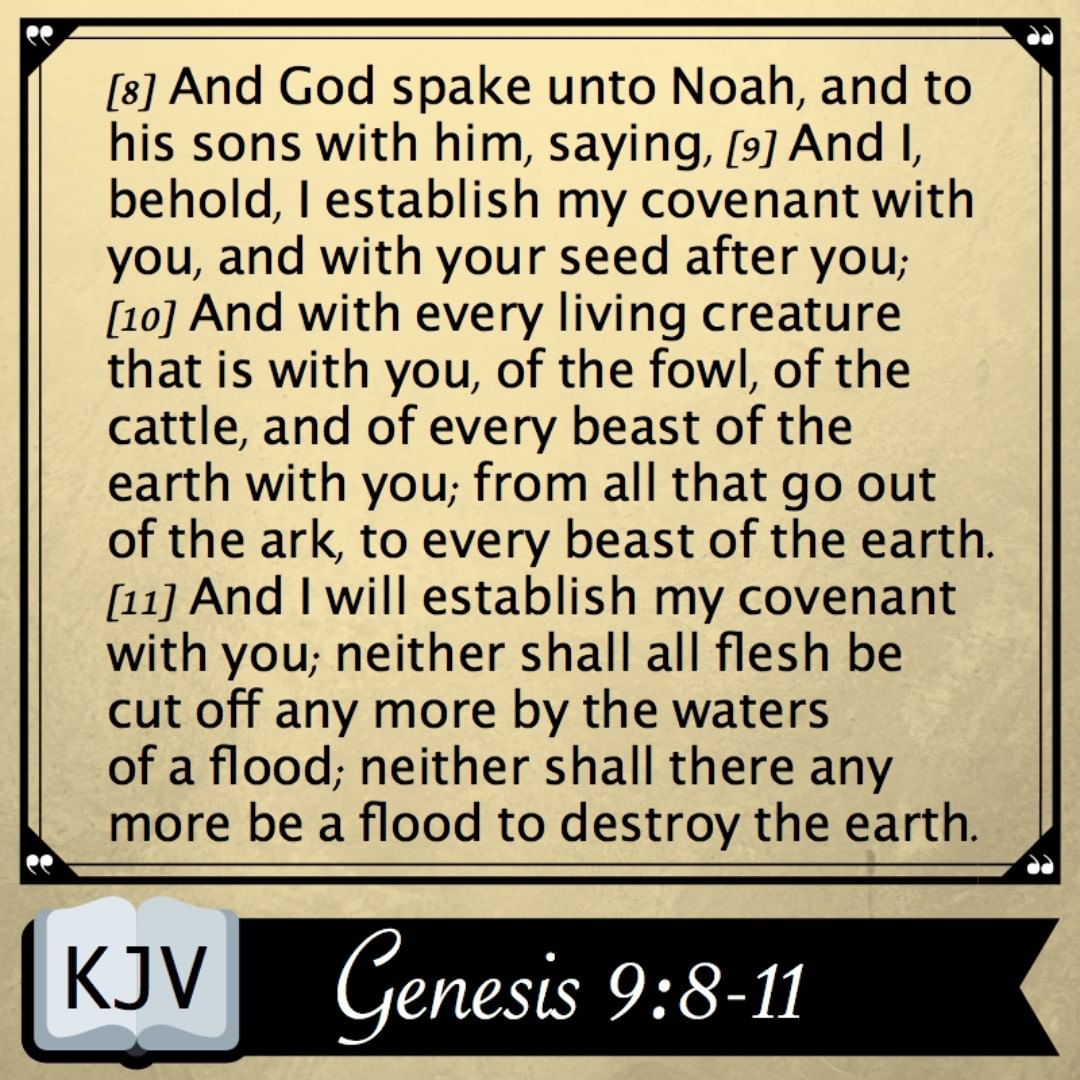 [8] And God spake unto Noah, and to
his sons with him, saying, [9] And I,
behold, I establish my covenant with
you, and with your seed after you;
[10] And with every living creature
that is with you, of the fowl, of the
cattle, and of every beast of the
earth with you; from all that go out
of the ark, to every beast of the earth.
[11] And I will establish my covenant
with you; neither shall all flesh be
cut off any more by the waters
of a flood; neither shall there any
more be a flood to destroy the earth.
KJV
Genesis 9:8-11